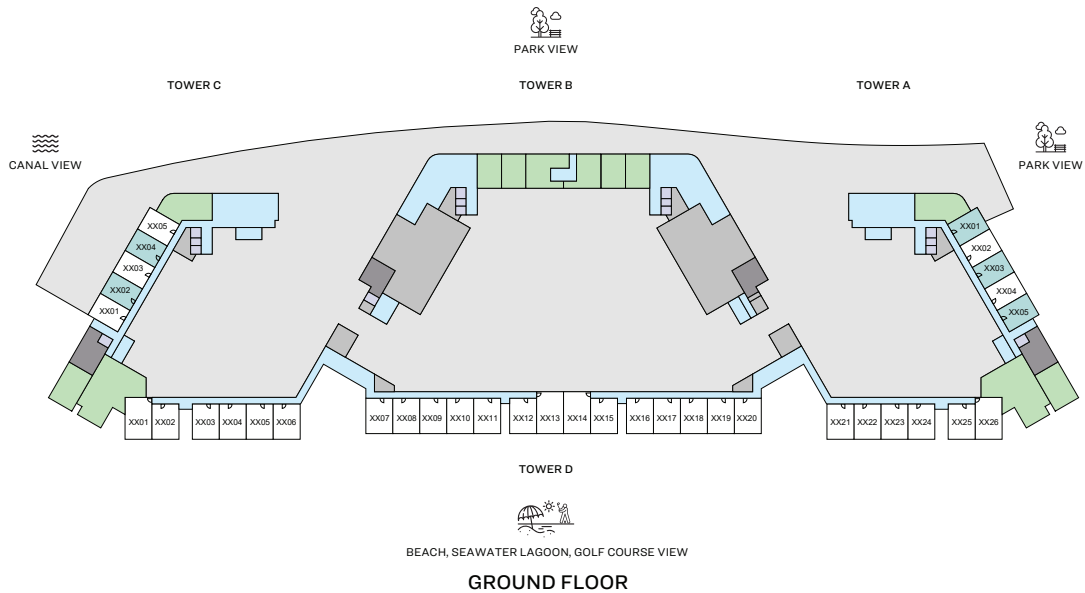 PARK VIEW
TOWER C
TOWER B
TOWER A
CANAL VIEW
PARK VIEW
XX05
XX04
XX03
XX02
XX01
XX01
XX02
XX03
XX04
XX05
XX01 XX02 XX03 XX04 XX05 XX06 XX07 XX08 XX09 XX10 XX11 XX12 XX13 XX14 XX15 XX16 XX17 XX18 XX19 XX20 XX21 XX22 XX23 XX24 XX25 XX26
TOWER D
BEACH, SEAWATER LAGOON, GOLF COURSE VIEW
GROUND FLOOR